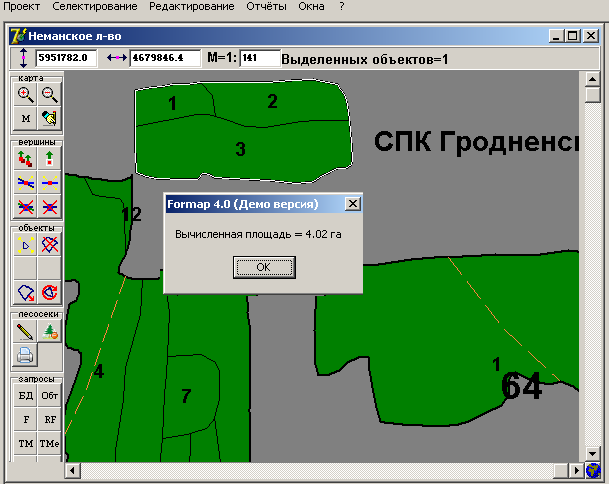 Проект Селектирование Редактирование Отчёты Окна ?
Неманское л-во
5951782.0 4679846.4 М=1: 141 Выделенных объектов=1
карта
М
вершины
объекты
лесосеки
запросы
БД Обт
F RF
TM TMe
1 2
3
СПК Гродненс
12
Formap 4.0 (Демо версия)
Вычисленная площадь = 4.02 га
OK
4
7
1
64